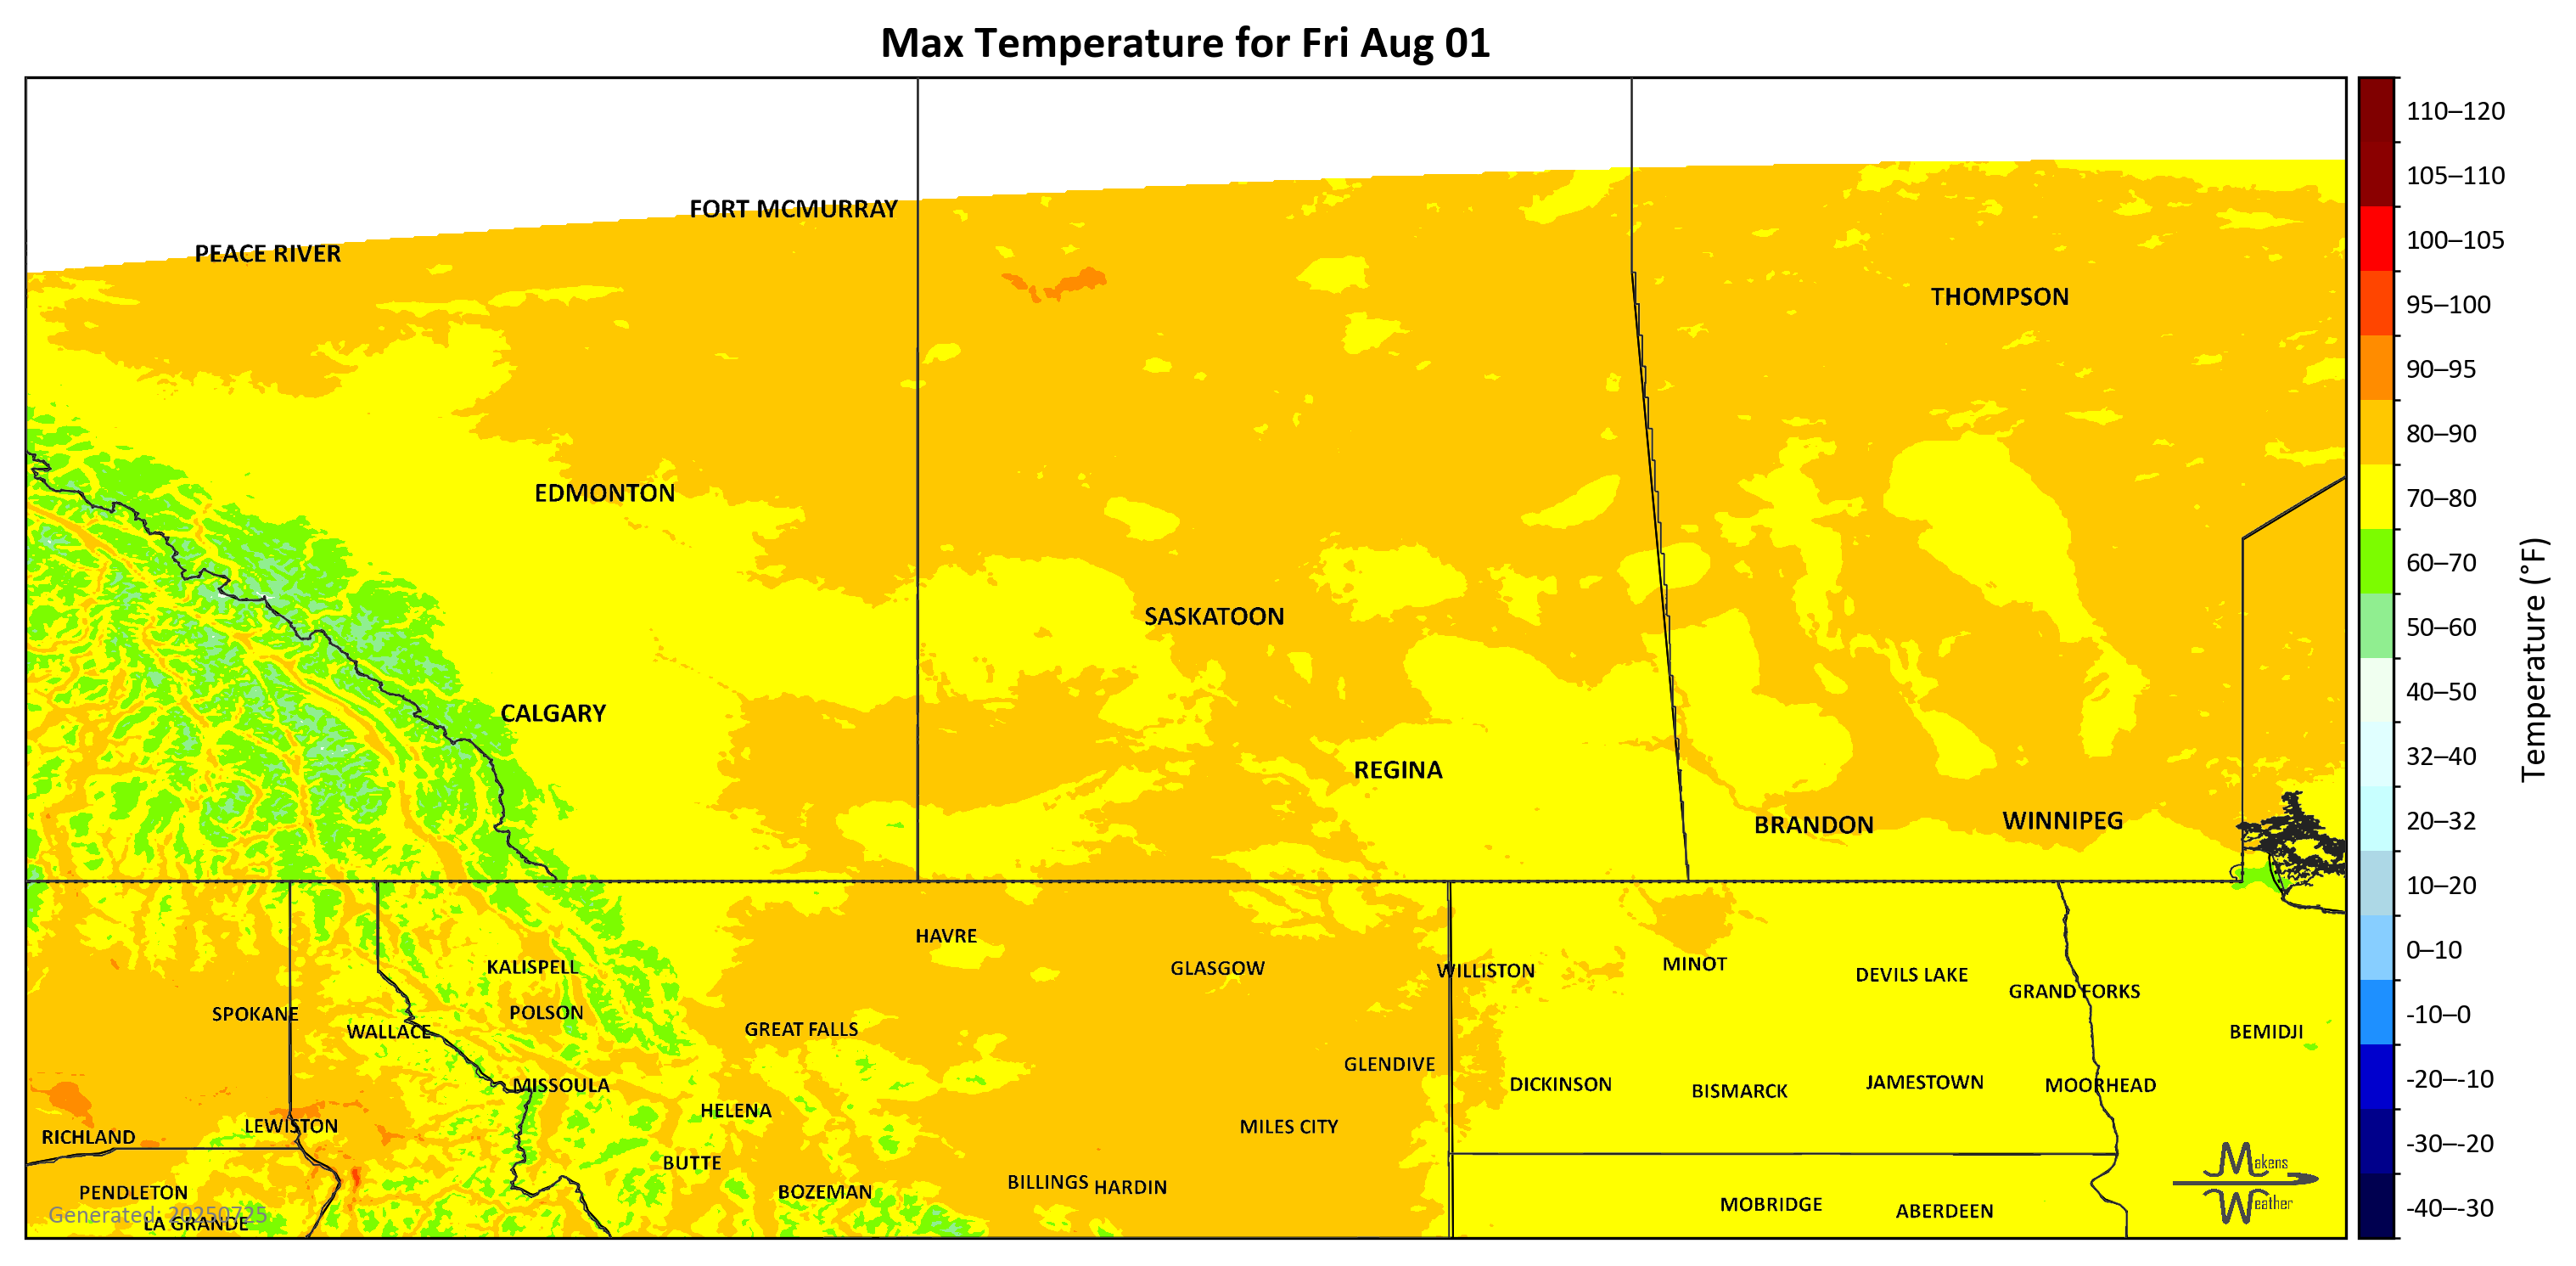 Max Temperature for Fri Aug 01
110–120
105–110
FORT MCMURRAY
100–105
PEACE RIVER
THOMPSON
95–100
90–95
80–90
EDMONTON
70–80
60–70
SASKATOON
50–60
Temperature (°F)
40–50
CALGARY
32–40
REGINA
BRANDON
WINNIPEG
20–32
10–20
HAVRE
0–10
KALISPELL
GLASGOW
WILLISTON
MINOT
DEVILS LAKE
GRAND FORKS
SPOKANE
POLSON
-10–0
WALLACE
GREAT FALLS
BEMIDJI
GLENDIVE
MISSOULA
DICKINSON
BISMARCK
JAMESTOWN
MOORHEAD
-20–-10
HELENA
LEWISTON
MILES CITY
RICHLAND
-30–-20
BUTTE
Makens
PENDLETON
BOZEMAN
BILLINGS
HARDIN
MOBRIDGE
ABERDEEN
Weather
-40–-30
Generated: 20250725
LA GRANDE